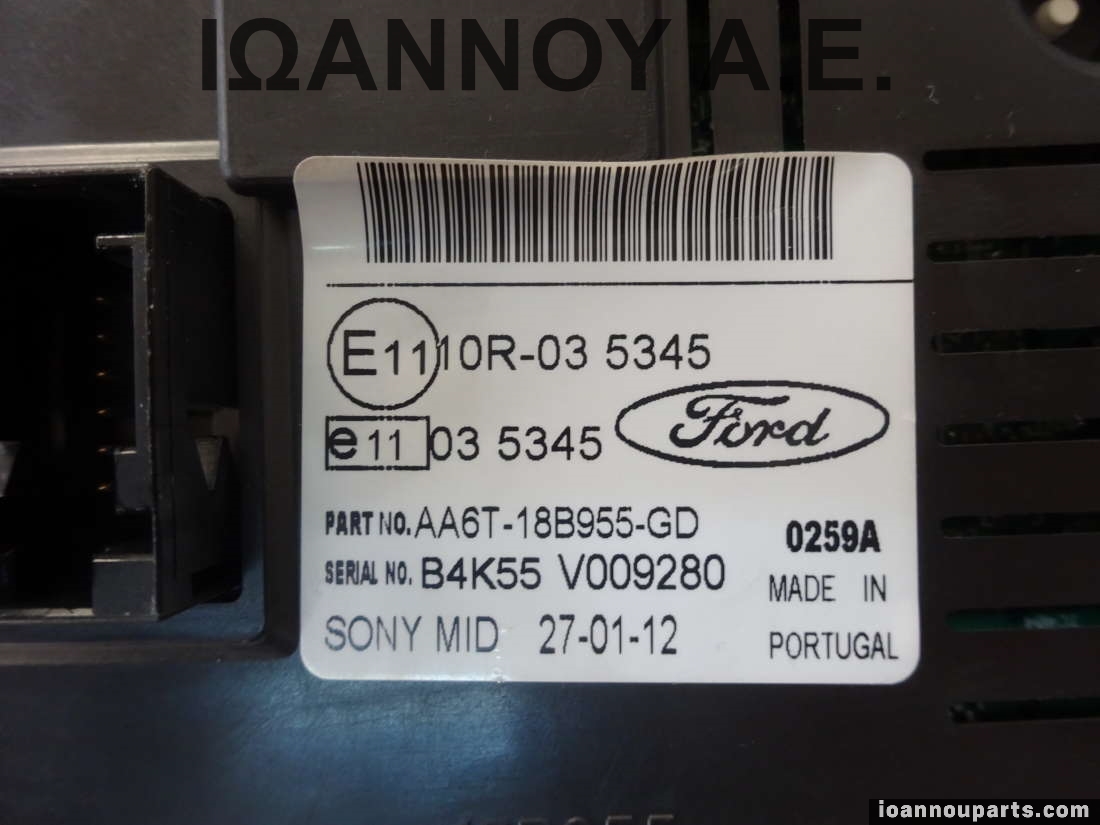 ΙΩΑΝΝΟΥ Α.Ε.
E11 10R-03 5345
e11 03 5345
Ford
PART NO. AA6T-18B955-GD
0259A
SERIAL NO. B4K55 V009280
MADE IN
SONY MID 27-01-12
PORTUGAL
ioannouparts.com